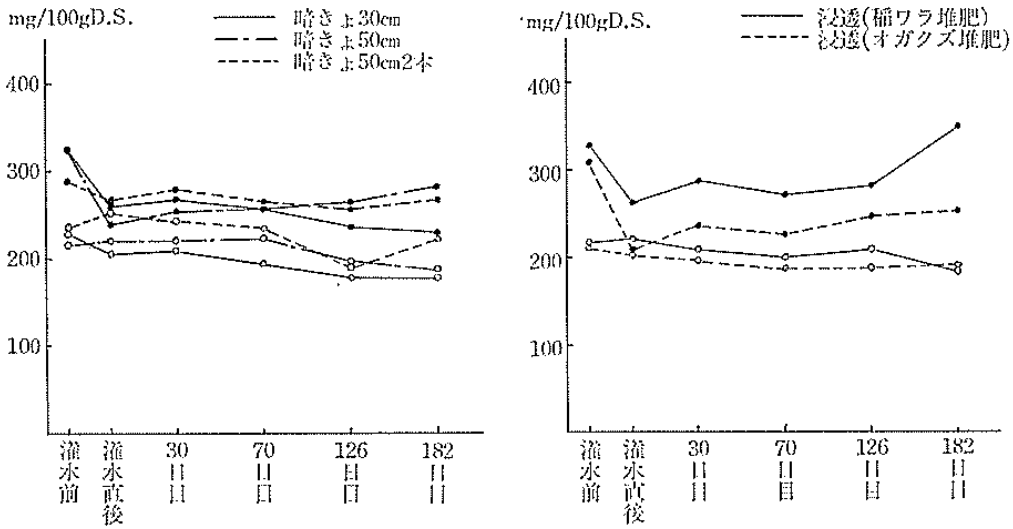 mg/100gD.S.
暗きょ30cm
暗きょ50cm
暗きょ50cm2本
400
300
200
100
灌水前
灌水直後
30日目
70日目
126日目
182日目
mg/100gD.S.
浸透(稲ワラ堆肥)
浸透(オガクズ堆肥)
400
300
200
100
灌水前
灌水直後
30日目
70日目
126日目
182日目